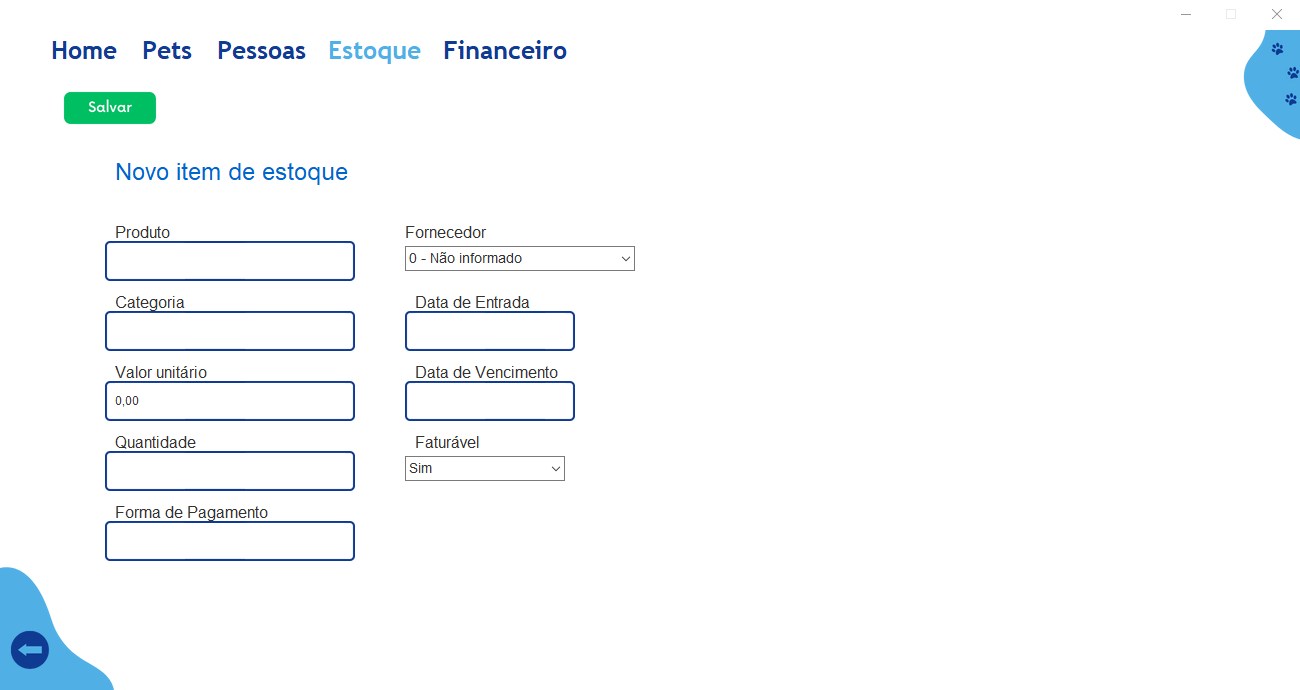 Home Pets Pessoas Estoque Financeiro
Salvar
Novo item de estoque
Produto
Fornecedor
0 - Não informado
Categoria
Data de Entrada
Valor unitário
0,00
Data de Vencimento
Quantidade
Faturável
Sim
Forma de Pagamento